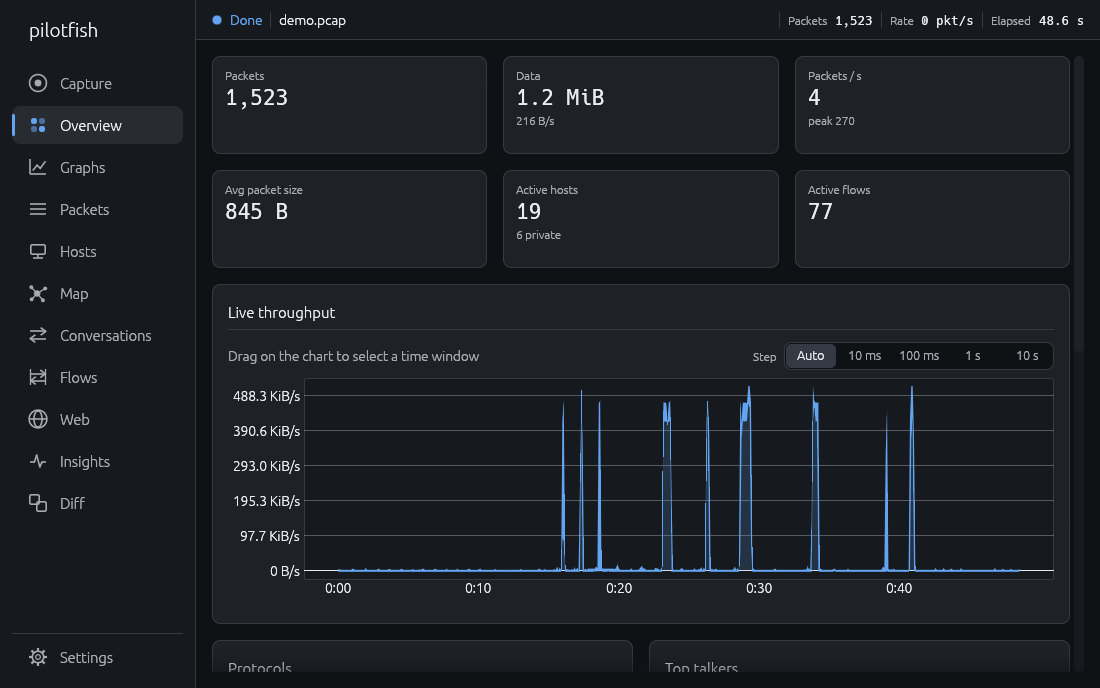 pilotfish
Capture
Overview
Graphs
Packets
Hosts
Map
Conversations
Flows
Web
Insights
Diff
Settings
Done demo.pcap Packets 1,523 Rate 0 pkt/s Elapsed 48.6 s
Packets
1,523
Data
1.2 MiB
216 B/s
Packets / s
4
peak 270
Avg packet size
845 B
Active hosts
19
6 private
Active flows
77
Live throughput
Drag on the chart to select a time window Step Auto 10 ms 100 ms 1 s 10 s
488.3 KiB/s
390.6 KiB/s
293.0 KiB/s
195.3 KiB/s
97.7 KiB/s
0 B/s
0:00 0:10 0:20 0:30 0:40
Protocols
Top talkers